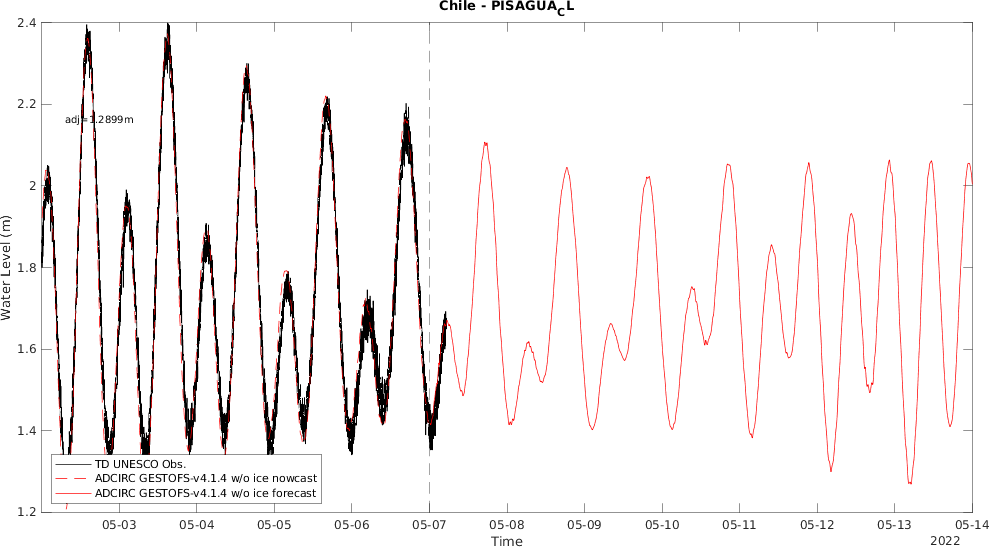 Chile - PISAGUA_CL
2.4
2.2
2
1.8
1.6
1.4
1.2
Water Level (m)
adj=1.2899m
TD UNESCO Obs.
ADCIRC GESTOFS-v4.1.4 w/o ice nowcast
ADCIRC GESTOFS-v4.1.4 w/o ice forecast
05-03 05-04 05-05 05-06 05-07 05-08 05-09 05-10 05-11 05-12 05-13 05-14
Time
2022